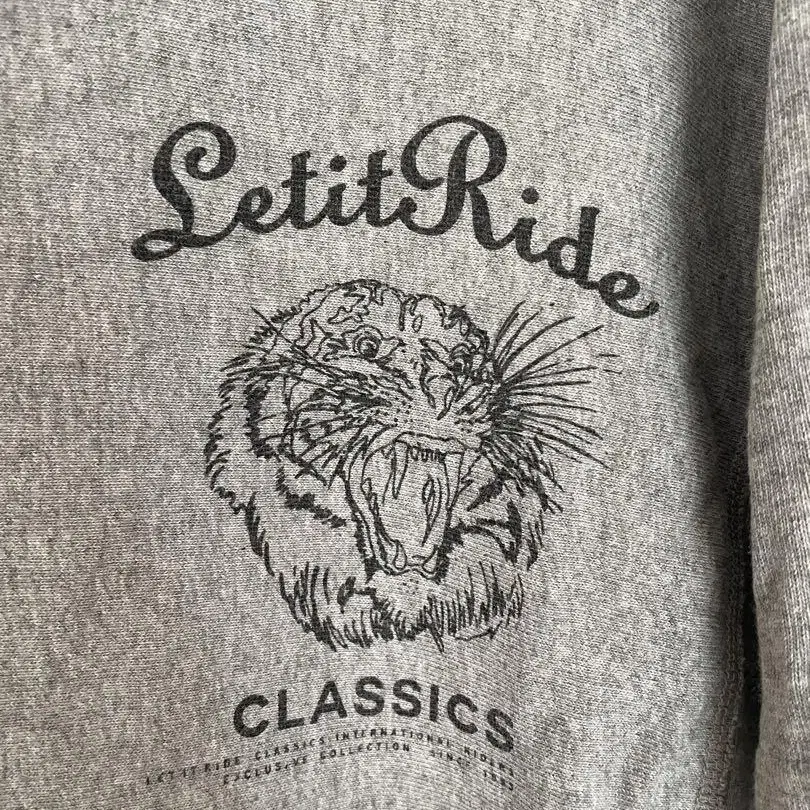 LetitRide
CLASSICS
LET IT RIDE CLASSICS INTERNATIONAL RIDERS
EXCLUSIVE COLLECTION SINCE